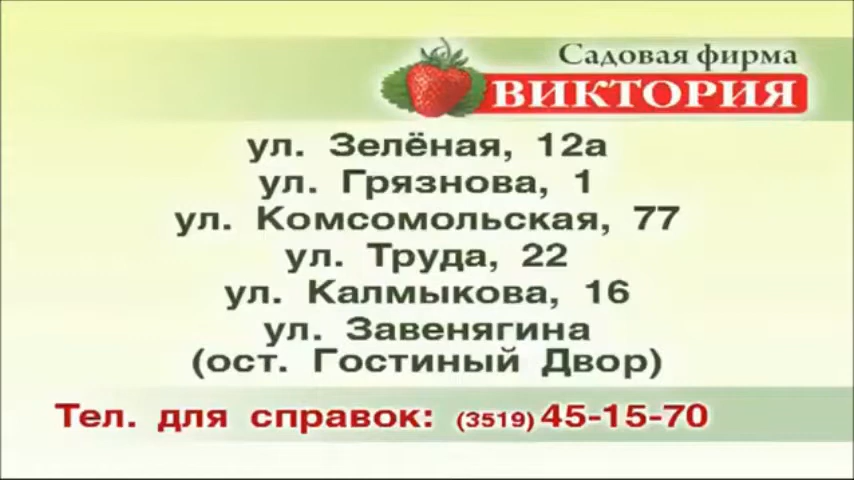 Садовая фирма
ВИКТОРИЯ
ул. Зелёная, 12а
ул. Грязнова, 1
ул. Комсомольская, 77
ул. Труда, 22
ул. Калмыкова, 16
ул. Завенягина
(ост. Гостиный Двор)
Тел. для справок: (3519) 45-15-70